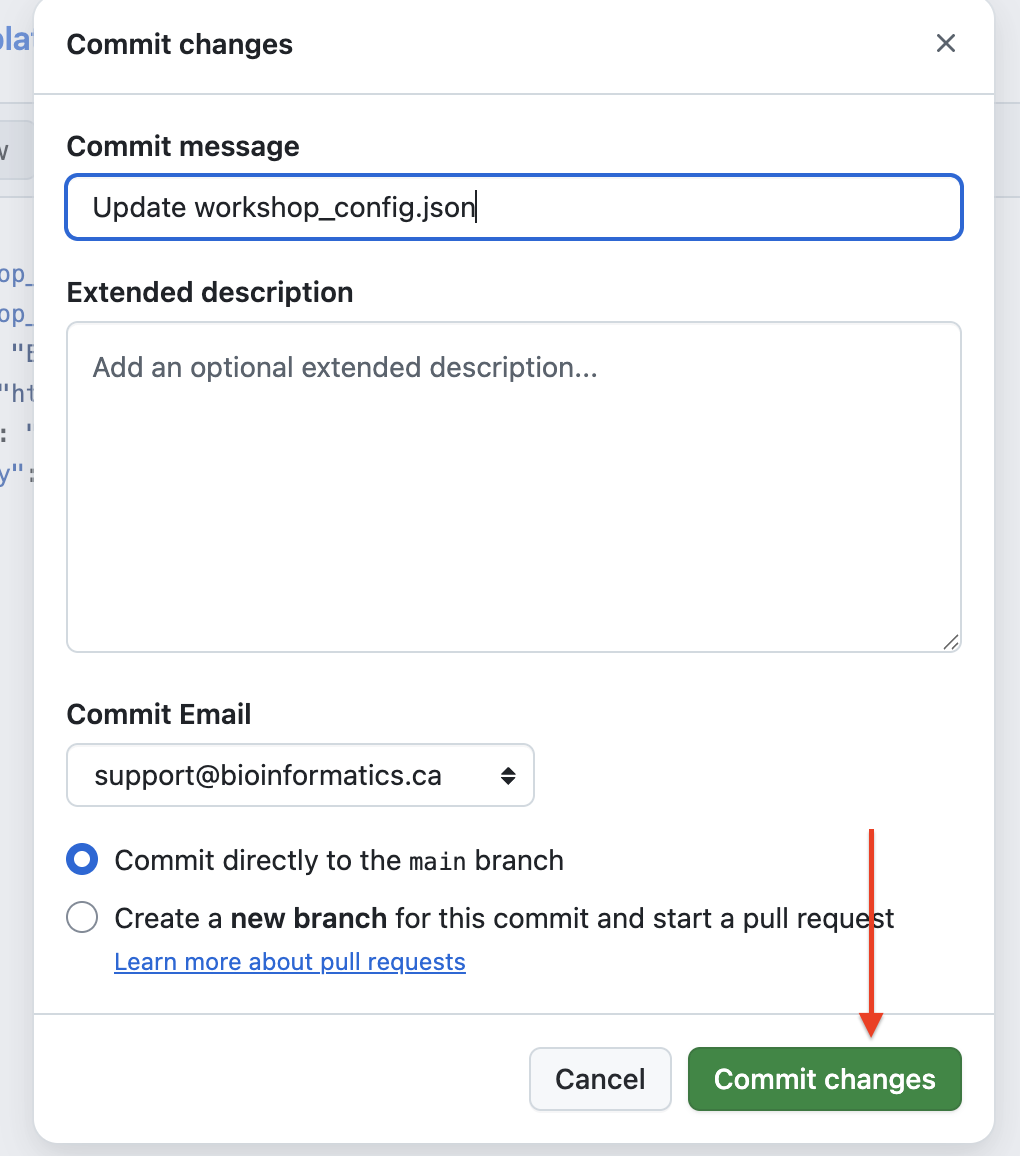 Commit changes
Commit message
Update workshop_config.json
Extended description
Add an optional extended description...
Commit Email
support@bioinformatics.ca
Commit directly to the main branch
Create a new branch for this commit and start a pull request
Learn more about pull requests
Cancel
Commit changes